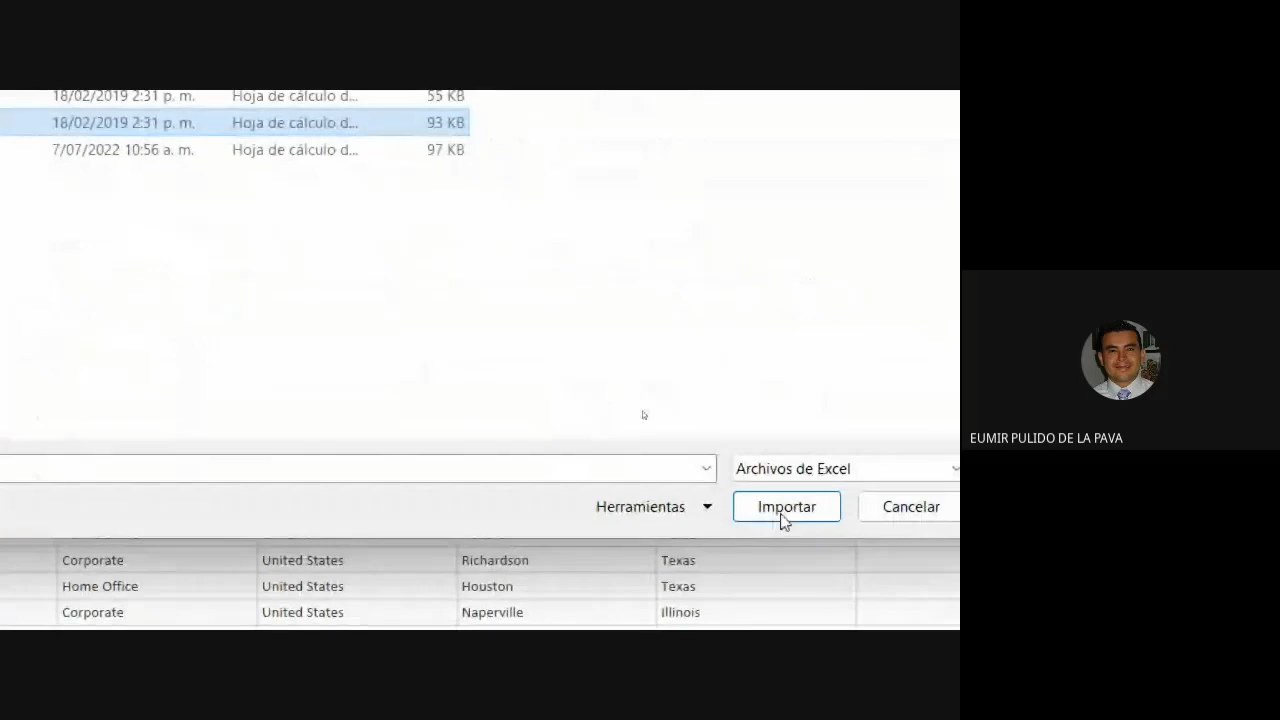 18/02/2019 2:31 p. m. Hoja de cálculo d... 55 KB
18/02/2019 2:31 p. m. Hoja de cálculo d... 93 KB
7/07/2022 10:56 a. m. Hoja de cálculo d... 97 KB
Archivos de Excel
Herramientas Importar Cancelar
Corporate United States Richardson Texas
Home Office United States Houston Texas
Corporate United States Naperville Illinois
EUMIR PULIDO DE LA PAVA